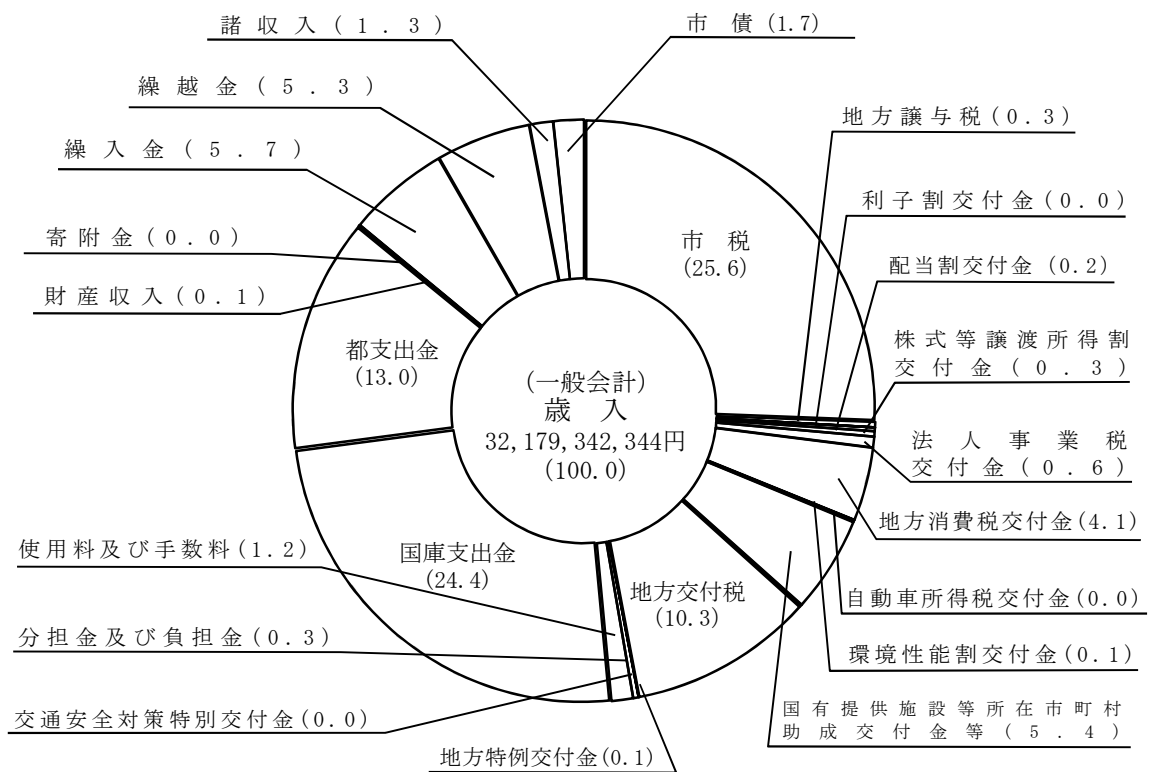 諸収入(1.3)
市債(1.7)
繰越金(5.3)
地方譲与税(0.3)
繰入金(5.7)
利子割交付金(0.0)
寄附金(0.0)
市税
(25.6)
配当割交付金(0.2)
財産収入(0.1)
株式等譲渡所得割
交付金(0.3)
都支出金
(13.0)
(一般会計)
歳入
32,179,342,344円
(100.0)
法人事業税
交付金(0.6)
地方消費税交付金(4.1)
使用料及び手数料(1.2)
国庫支出金
(24.4)
地方交付税
(10.3)
自動車所得税交付金(0.0)
分担金及び負担金(0.3)
環境性能割交付金(0.1)
交通安全対策特別交付金(0.0)
国有提供施設等所在市町村
助成交付金等(5.4)
地方特例交付金(0.1)